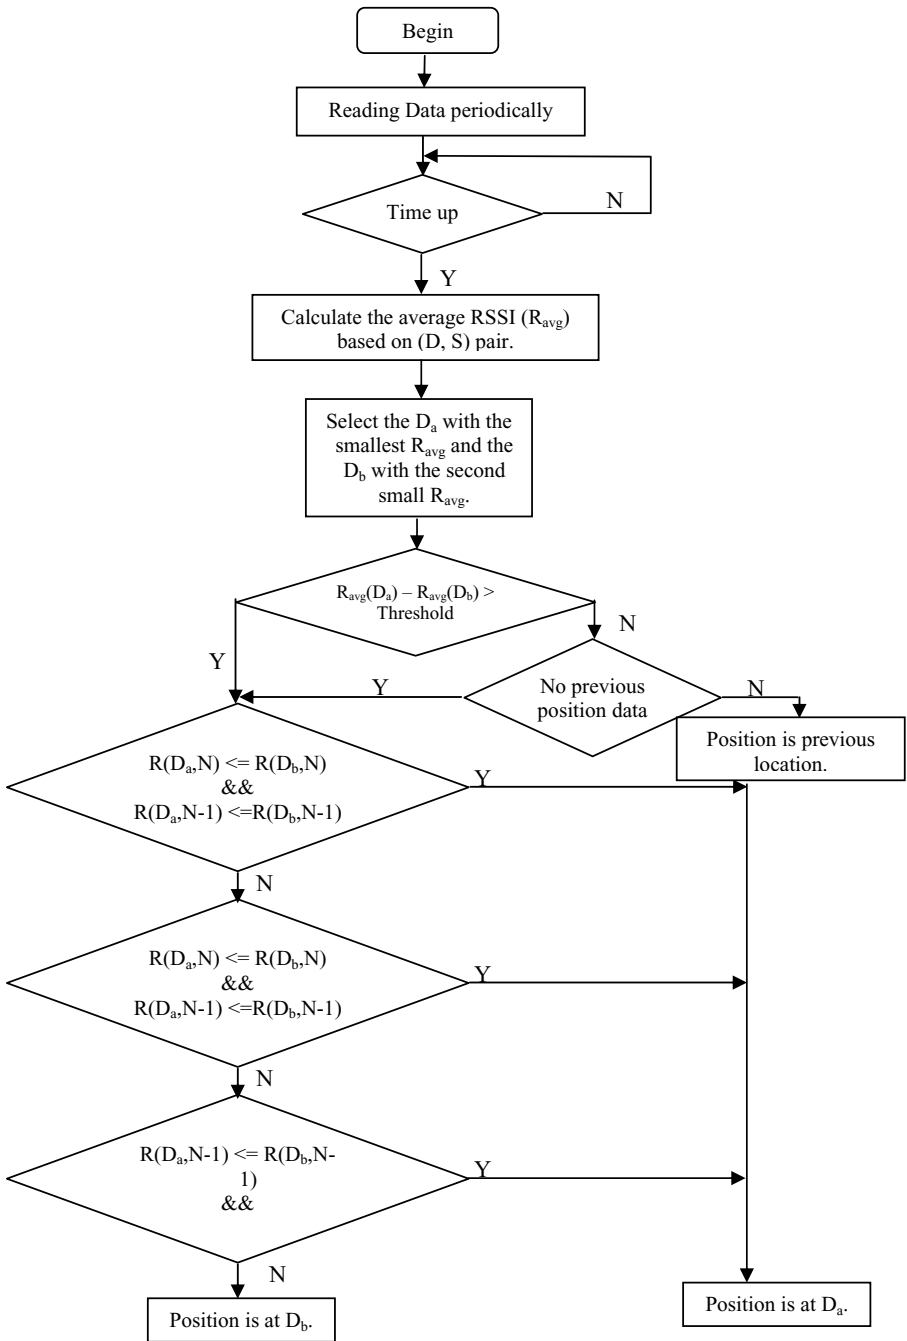 Begin
Reading Data periodically
Time up
N
Y
Calculate the average RSSI (Ravg)
based on (D, S) pair.
Select the Da with the
smallest Ravg and the
Db with the second
small Ravg.
Ravg(Da) – Ravg(Db) >
Threshold
N
Y
No previous
position data
Y
N
Position is previous
location.
R(Da,N) <= R(Db,N)
&&
R(Da,N-1) <=R(Db,N-1)
Y
N
R(Da,N) <= R(Db,N)
&&
R(Da,N-1) <=R(Db,N-1)
Y
N
R(Da,N-1) <= R(Db,N-
1)
&&
Y
N
Position is at Db.
Position is at Da.